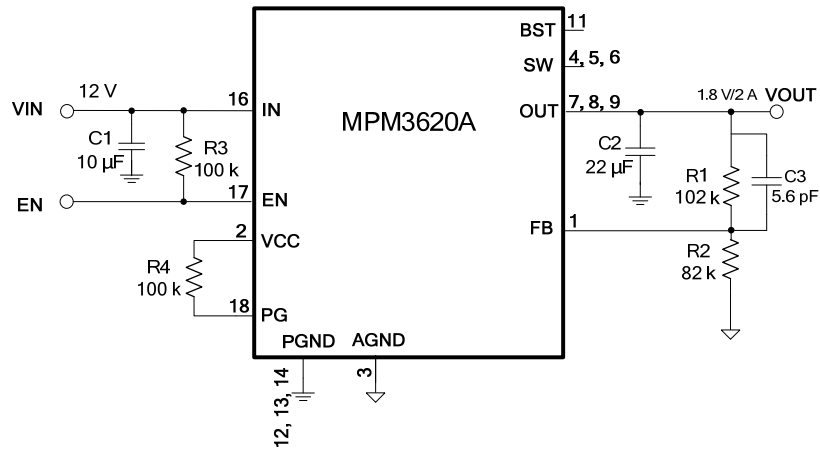 BST
11
SW
4, 5, 6
12 V
VIN
16
IN
OUT
7, 8, 9
1.8 V/2 A
VOUT
MPM3620A
C1
10 µF
R3
100 k
C2
22 µF
R1
102 k
C3
5.6 pF
EN
17
EN
FB
1
2
VCC
R2
82 k
R4
100 k
18
PG
PGND
AGND
12, 13, 14
3